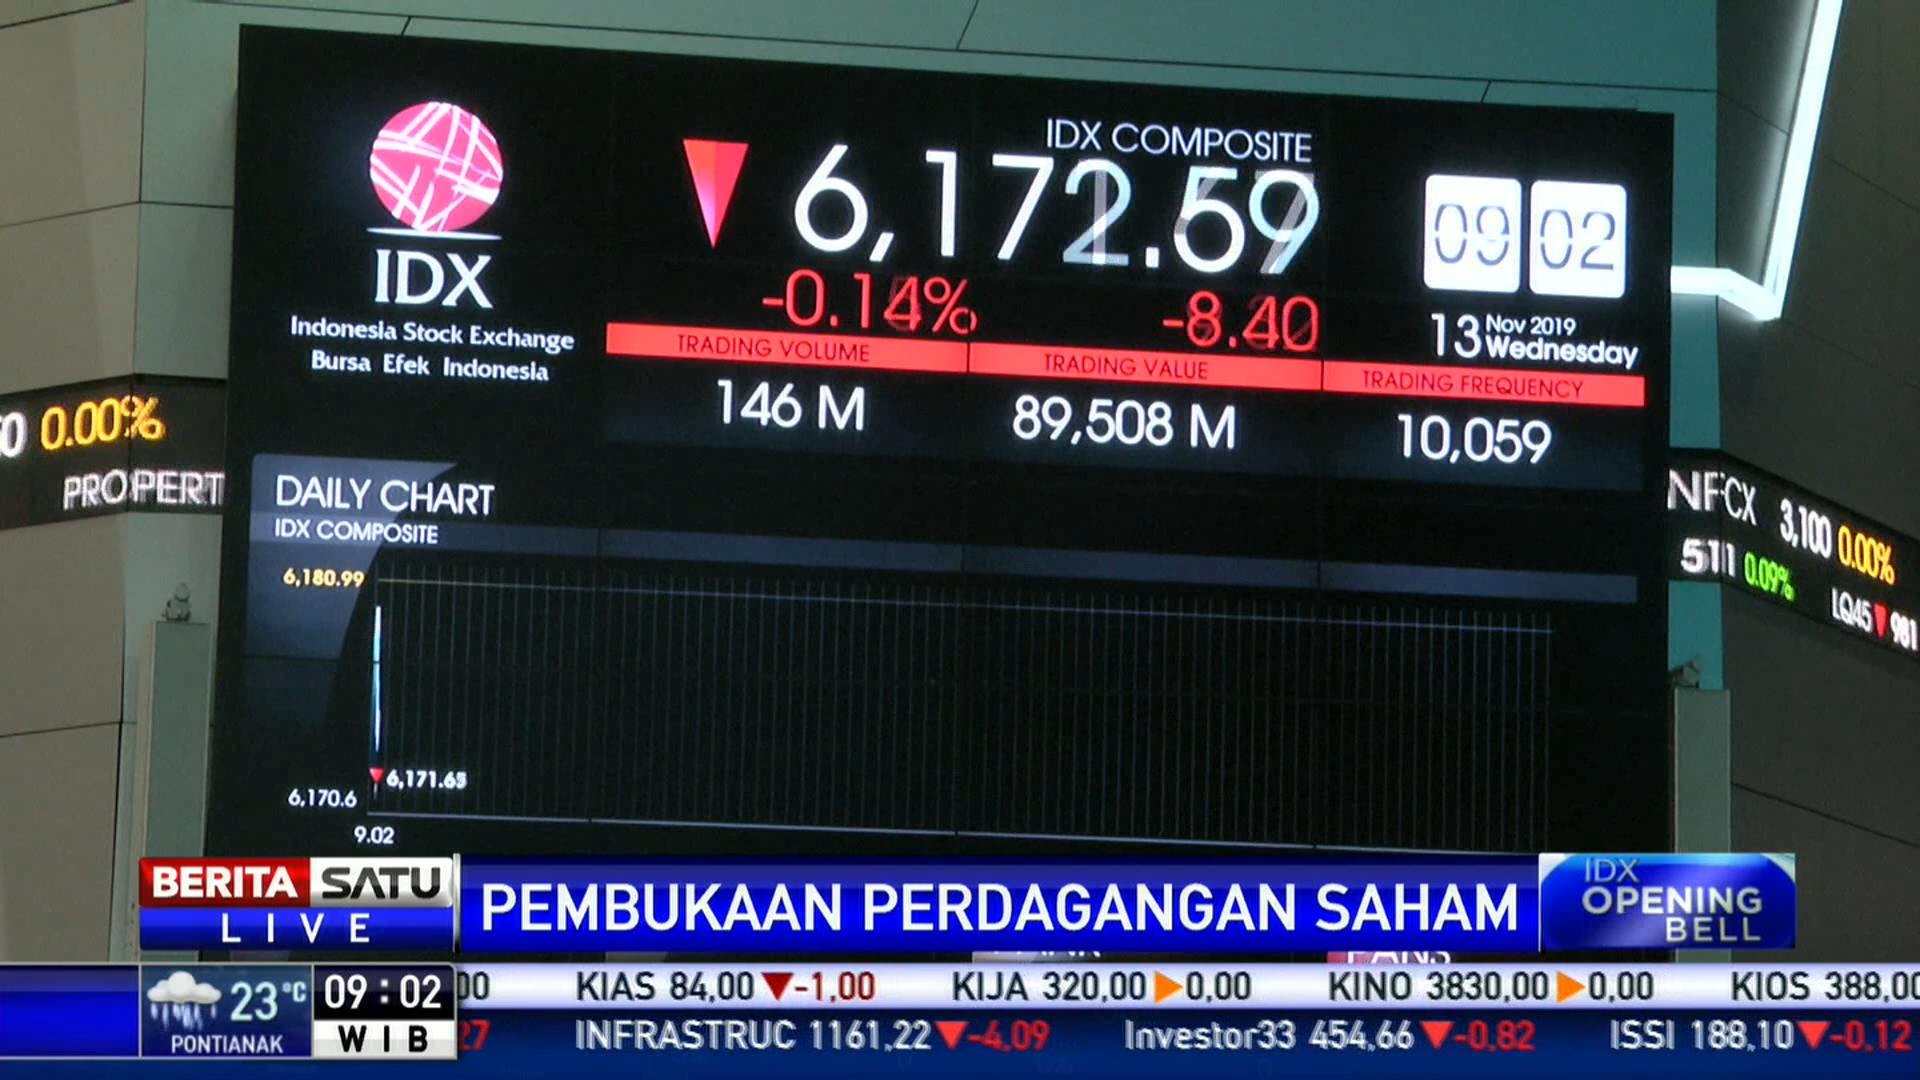 IDX
Indonesia Stock Exchange
Bursa Efek Indonesia
IDX COMPOSITE
6,172.59
-0.14% -8.40
09 02
13 Nov 2019
Wednesday
TRADING VOLUME TRADING VALUE TRADING FREQUENCY
146 M 89,508 M 10,059
0.00%
PROPERT
3,100 0.00%
511 0.09%
LQ45 981
DAILY CHART
IDX COMPOSITE
6,180.99
6,171.65
6,170.6
9.02
BERITA SATU
LIVE
PEMBUKAAN PERDAGANGAN SAHAM
IDX
OPENING
BELL
23°C
PONTIANAK
09:02
WIB
00 KIAS 84,00 -1,00 KIJA 320,00 0,00 KINO 3830,00 0,00 KIOS 388,00
27 INFRASTRUC 1161,22 -4.09 Investor33 454,66 -0.82 ISSI 188,10 -0.12